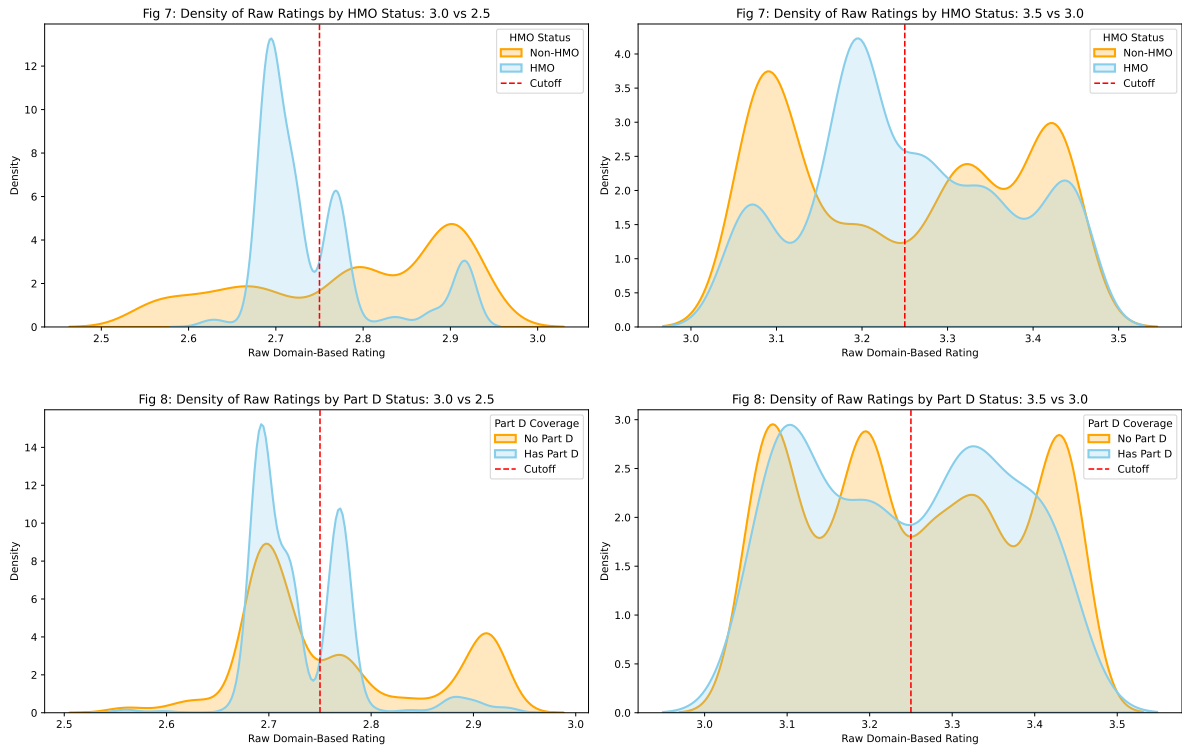 Fig 7: Density of Raw Ratings by HMO Status: 3.0 vs 2.5
HMO Status
Non-HMO
HMO
Cutoff
Density
12
10
8
6
4
2
0
2.5
2.6
2.7
2.8
2.9
3.0
Raw Domain-Based Rating
Fig 7: Density of Raw Ratings by HMO Status: 3.5 vs 3.0
HMO Status
Non-HMO
HMO
Cutoff
Density
4.0
3.5
3.0
2.5
2.0
1.5
1.0
0.5
0.0
3.0
3.1
3.2
3.3
3.4
3.5
Raw Domain-Based Rating
Fig 8: Density of Raw Ratings by Part D Status: 3.0 vs 2.5
Part D Coverage
No Part D
Has Part D
Cutoff
Density
14
12
10
8
6
4
2
0
2.5
2.6
2.7
2.8
2.9
3.0
Raw Domain-Based Rating
Fig 8: Density of Raw Ratings by Part D Status: 3.5 vs 3.0
Part D Coverage
No Part D
Has Part D
Cutoff
Density
3.0
2.5
2.0
1.5
1.0
0.5
0.0
3.0
3.1
3.2
3.3
3.4
3.5
Raw Domain-Based Rating